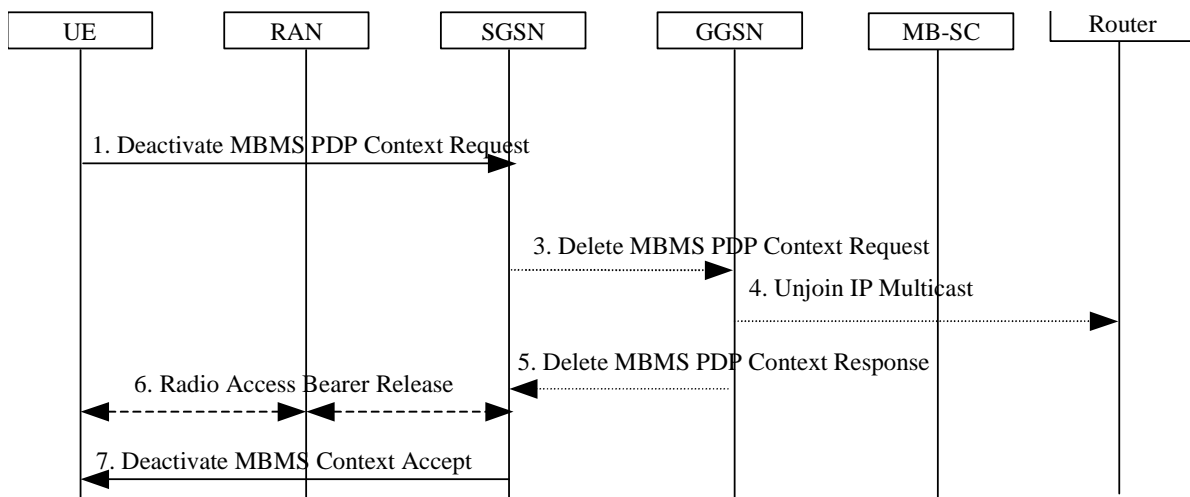 UE
RAN
SGSN
GGSN
MB-SC
Router
1. Deactivate MBMS PDP Context Request
3. Delete MBMS PDP Context Request
4. Unjoin IP Multicast
5. Delete MBMS PDP Context Response
6. Radio Access Bearer Release
7. Deactivate MBMS Context Accept